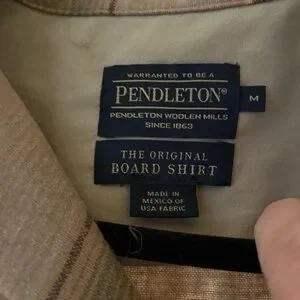 WARRANTED TO BE A
PENDLETON®
PENDLETON WOOLEN MILLS
SINCE 1863
M
THE ORIGINAL
BOARD SHIRT
MADE IN
MEXICO OF
USA FABRIC